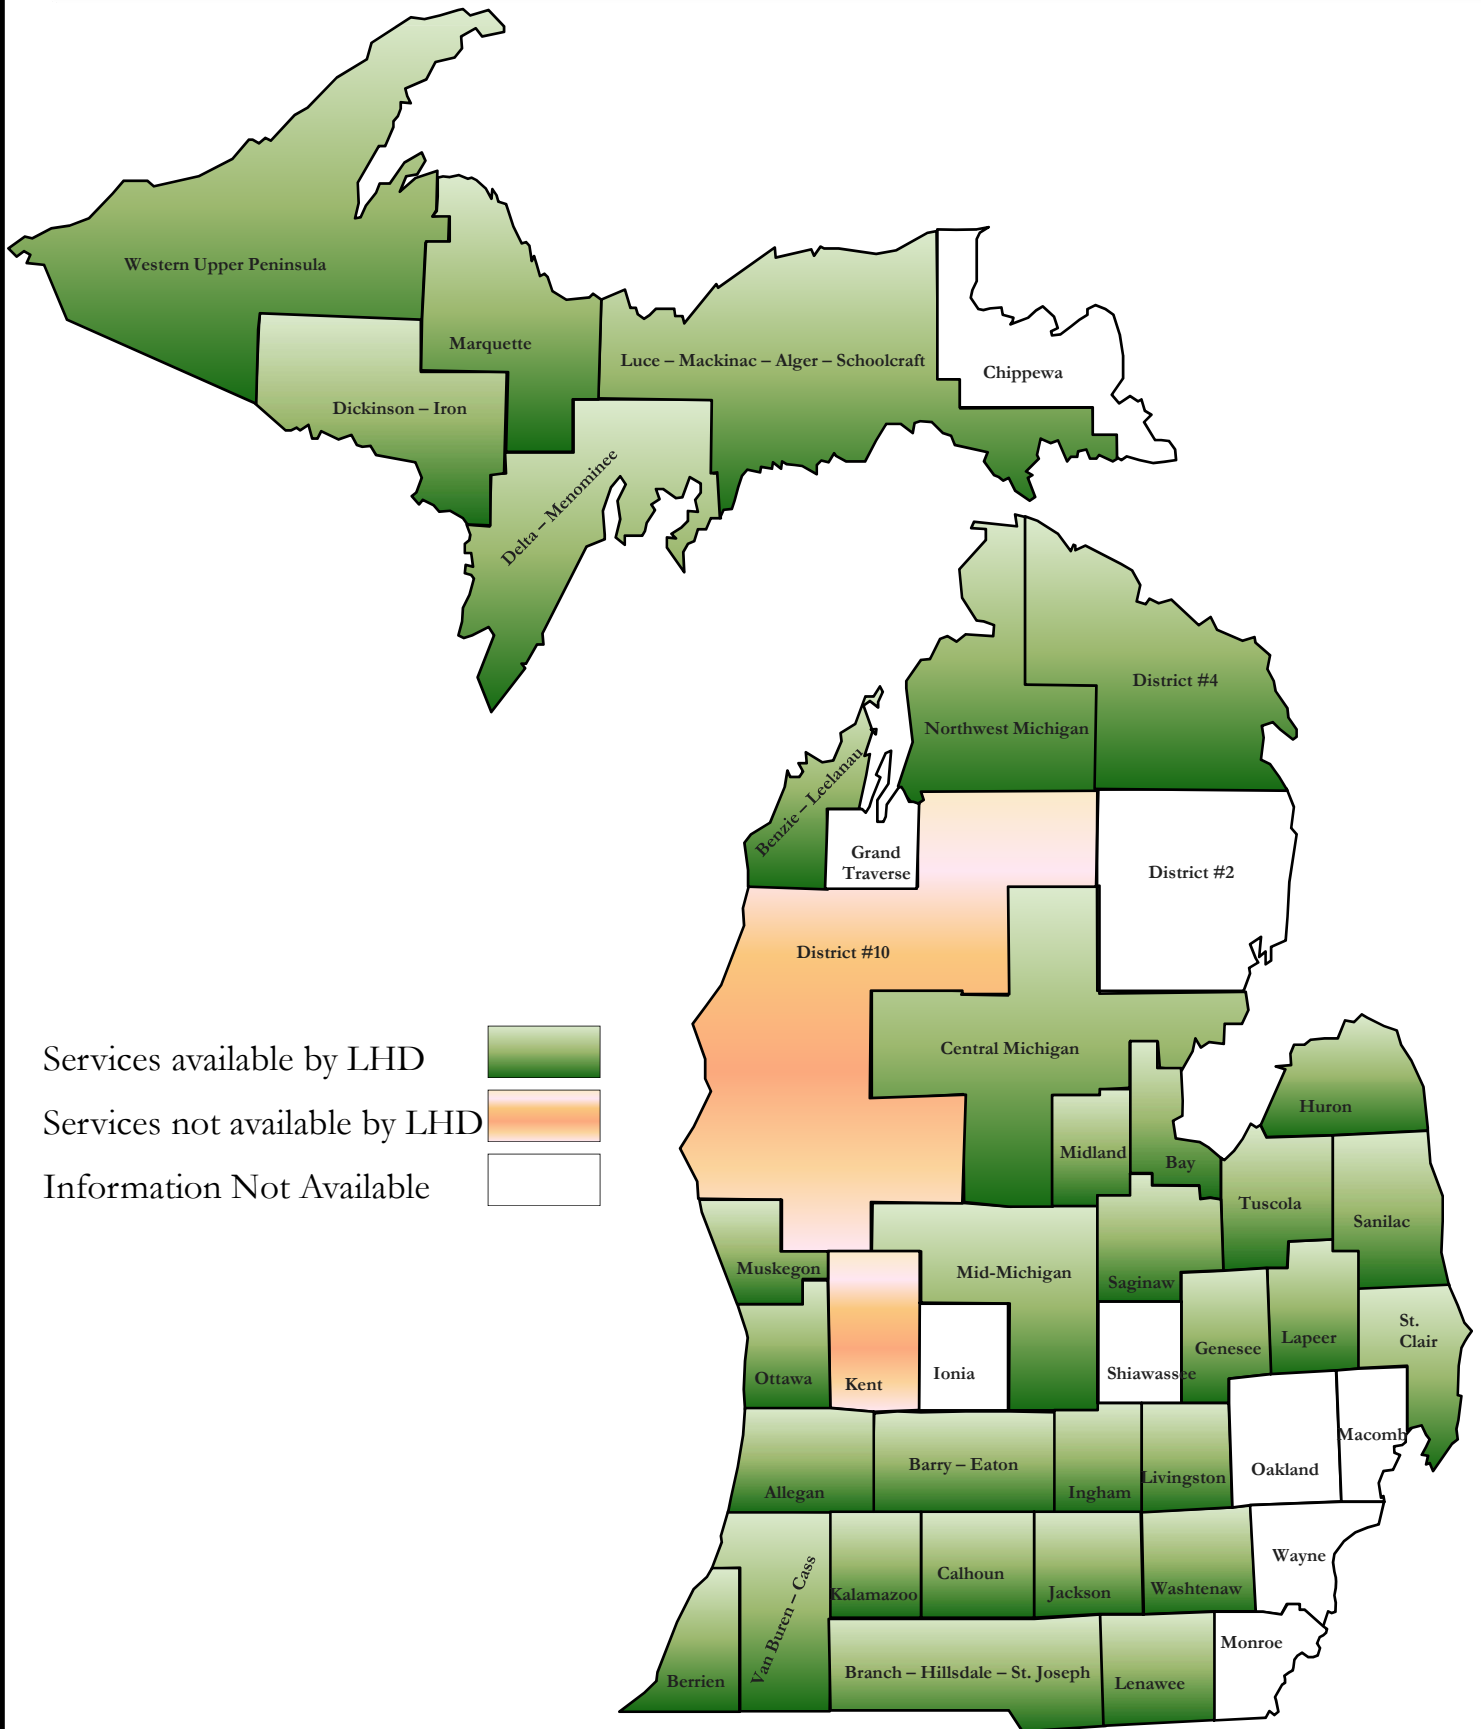 Western Upper Peninsula
Marquette
Luce – Mackinac – Alger – Schoolcraft
Chippewa
Dickinson – Iron
Delta – Menominee
District #4
Northwest Michigan
Benzie – Leelanau
Grand
Traverse
District #2
District #10
Central Michigan
Services available by LHD
Services not available by LHD
Information Not Available
Huron
Midland
Bay
Tuscola
Sanilac
Muskegon
Mid-Michigan
Saginaw
St.
Clair
Genesee
Lapeer
Ottawa
Kent
Ionia
Shiawassee
Macomb
Oakland
Allegan
Barry – Eaton
Ingham
Livingston
Wayne
Van Buren – Cass
Kalamazoo
Calhoun
Jackson
Washtenaw
Monroe
Berrien
Branch – Hillsdale – St. Joseph
Lenawee